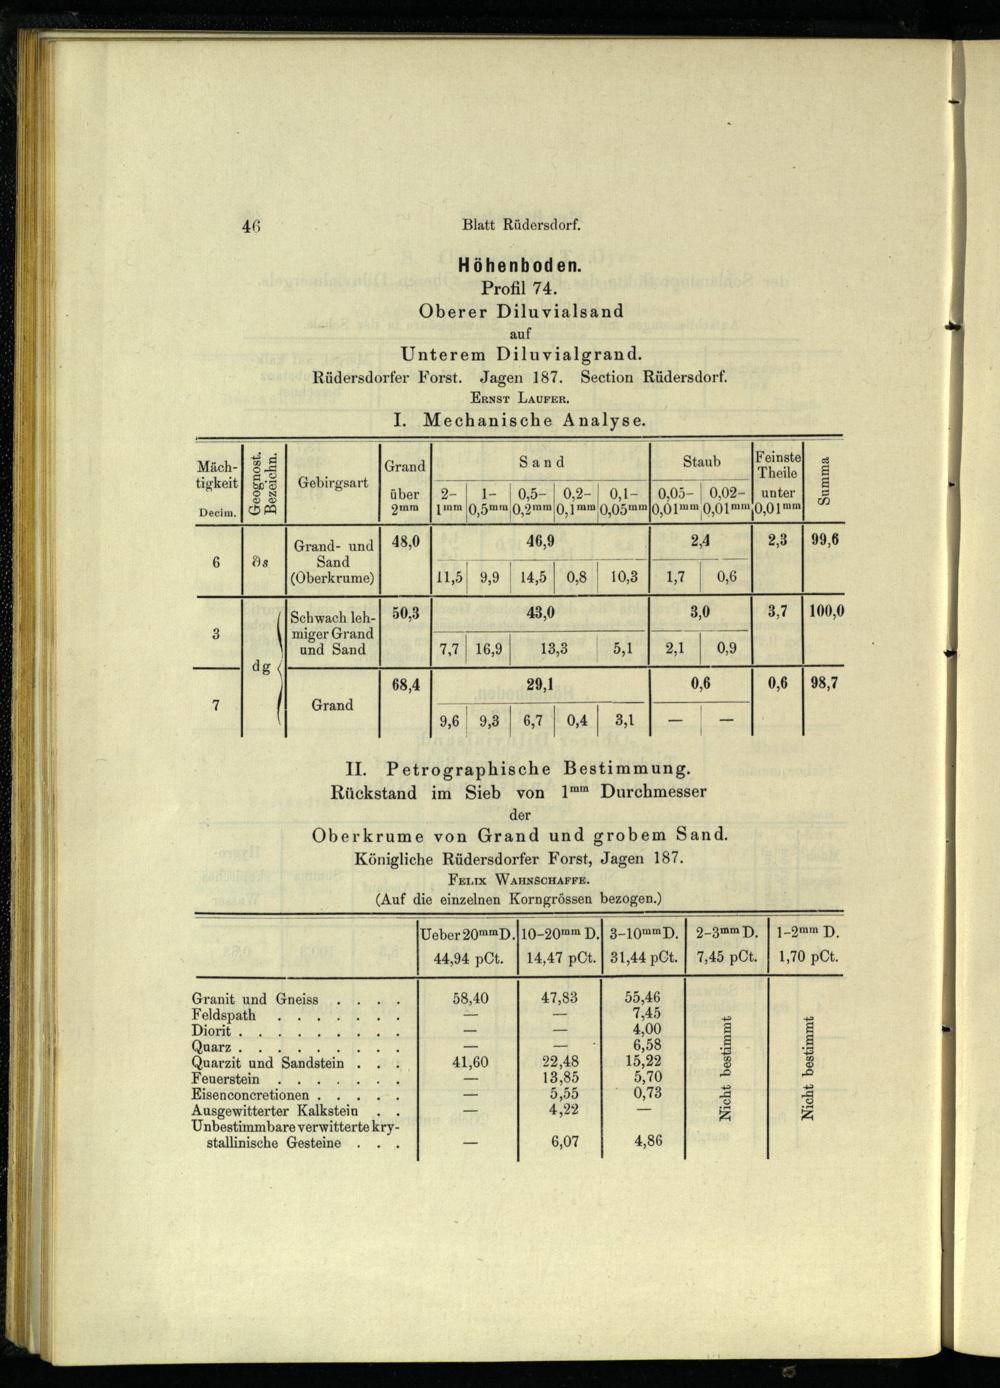 46
Blatt Rüdersdorf.
Höhenboden.
Profil 74.
Oberer Diluvialsand
auf
Unterem Diluvialgrand.
Rüdersdorfer Forst. Jagen 187. Section Rüdersdorf.
Ernst Laufer.
I. Mechanische Analyse.
Mäch-
tigkeit
Decim.
Geognost.
Bezeichn.
Gebirgsart
Grand
über
2mm
Sand
2-
1mm
1-
0,5mm
0,5-
0,2mm
0,2-
0,1mm
0,1-
0,05mm
Staub
0,05-
0,01mm
0,02-
0,01mm
Feinste
Theile
unter
0,01mm
Summa
6
∂s
Grand- und
Sand
(Oberkrume)
48,0 46,9 2,4 2,3 99,6
11,5 9,9 14,5 0,8 10,3 1,7 0,6
3
Schwach leh-
miger Grand
und Sand
50,3 43,0 3,0 3,7 100,0
7,7 16,9 13,3 5,1 2,1 0,9
dg
7
Grand
68,4 29,1 0,6 0,6 98,7
9,6 9,3 6,7 0,4 3,1 — —
II. Petrographische Bestimmung.
Rückstand im Sieb von 1mm Durchmesser
der
Oberkrume von Grand und grobem Sand.
Königliche Rüdersdorfer Forst, Jagen 187.
Felix Wahnschaffe.
(Auf die einzelnen Korngrössen bezogen.)
Ueber 20mm D. 10-20mm D. 3-10mm D. 2-3mm D. 1-2mm D.
44,94 pCt. 14,47 pCt. 31,44 pCt. 7,45 pCt. 1,70 pCt.
Granit und Gneiss . . . . 58,40 47,83 55,46
Feldspath . . . . . . . — — 7,45
Diorit . . . . . . . . . — — 4,00
Quarz . . . . . . . . . — — 6,58
Quarzit und Sandstein . . . 41,60 22,48 15,22
Feuerstein . . . . . . . — 13,85 5,70
Eisenconcretionen . . . . . — 5,55 0,73
Ausgewitterter Kalkstein . . — 4,22 —
Unbestimmbare verwitterte kry-
stallinische Gesteine . . . — 6,07 4,86
Nicht bestimmt
Nicht bestimmt